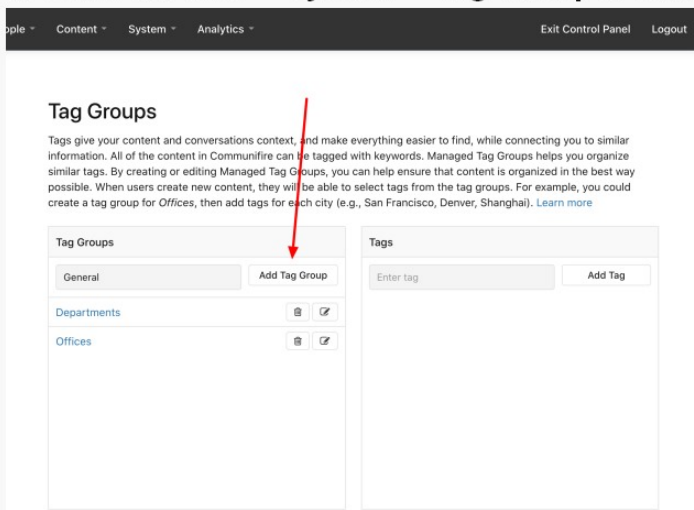 Content System Analytics Exit Control Panel Logout
Tag Groups
Tags give your content and conversations context, and make everything easier to find, while connecting you to similar
information. All of the content in Communifire can be tagged with keywords. Managed Tag Groups helps you organize
similar tags. By creating or editing Managed Tag Groups, you can help ensure that content is organized in the best way
possible. When users create new content, they will be able to select tags from the tag groups. For example, you could
create a tag group for Offices, then add tags for each city (e.g., San Francisco, Denver, Shanghai). Learn more
Tag Groups
General Add Tag Group
Departments
Offices
Tags
Enter tag Add Tag